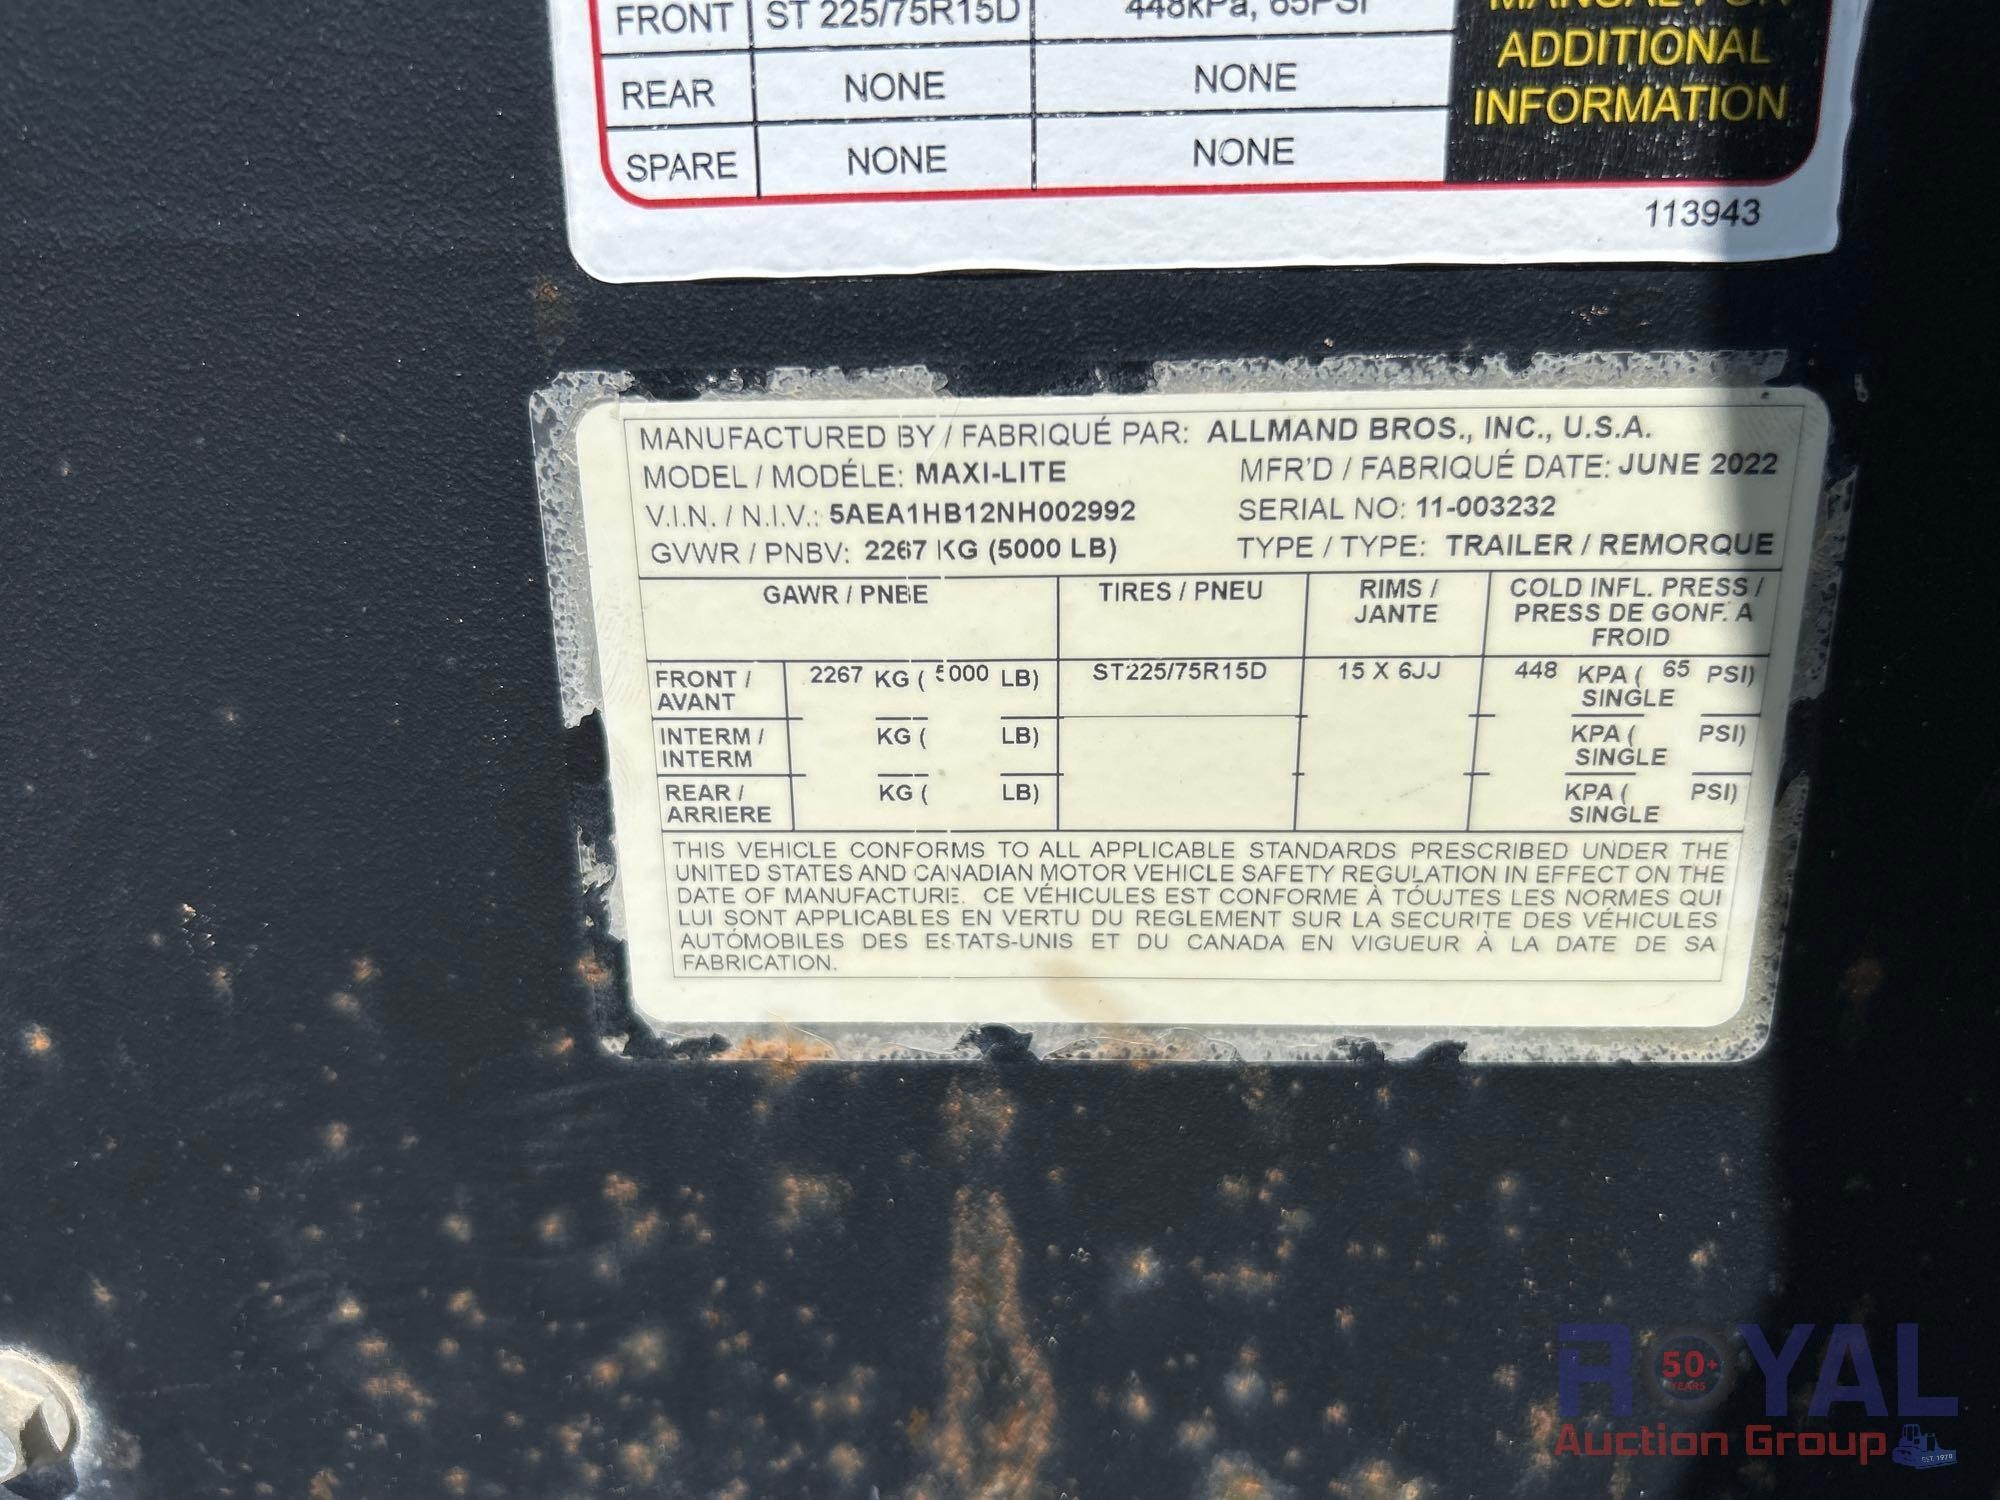 FRONT ST 225/75R15D 448kPa, 65PSI
MANUAL FOR
ADDITIONAL
INFORMATION
REAR NONE NONE
SPARE NONE NONE
113943
MANUFACTURED BY / FABRIQUÉ PAR: ALLMAND BROS., INC., U.S.A.
MODEL / MODÉLE: MAXI-LITE MFR'D / FABRIQUÉ DATE: JUNE 2022
V.I.N. / N.I.V.: 5AEA1HB12NH002992 SERIAL NO: 11-003232
GVWR / PNBV: 2267 KG (5000 LB) TYPE / TYPE: TRAILER / REMORQUE
GAWR / PNBE TIRES / PNEU RIMS / JANTE COLD INFL. PRESS / PRESS DE GONF. A FROID
FRONT / AVANT 2267 KG ( 5000 LB) ST225/75R15D 15 X 6JJ 448 KPA ( 65 PSI) SINGLE
INTERM / INTERM KG ( LB) KPA ( PSI) SINGLE
REAR / ARRIERE KG ( LB) KPA ( PSI) SINGLE
THIS VEHICLE CONFORMS TO ALL APPLICABLE STANDARDS PRESCRIBED UNDER THE
UNITED STATES AND CANADIAN MOTOR VEHICLE SAFETY REGULATION IN EFFECT ON THE
DATE OF MANUFACTURE. CE VÉHICULES EST CONFORME À TÓUJTES LES NORMES QUI
LUI SONT APPLICABLES EN VERTU DU REGLEMENT SUR LA SECURITE DES VÉHICULES
AUTÓMOBILES DES ESTATS-UNIS ET DU CANADA EN VIGUEUR À LA DATE DE SA
FABRICATION.
ROYAL
50+
YEARS
Auction Group
EST. 1970